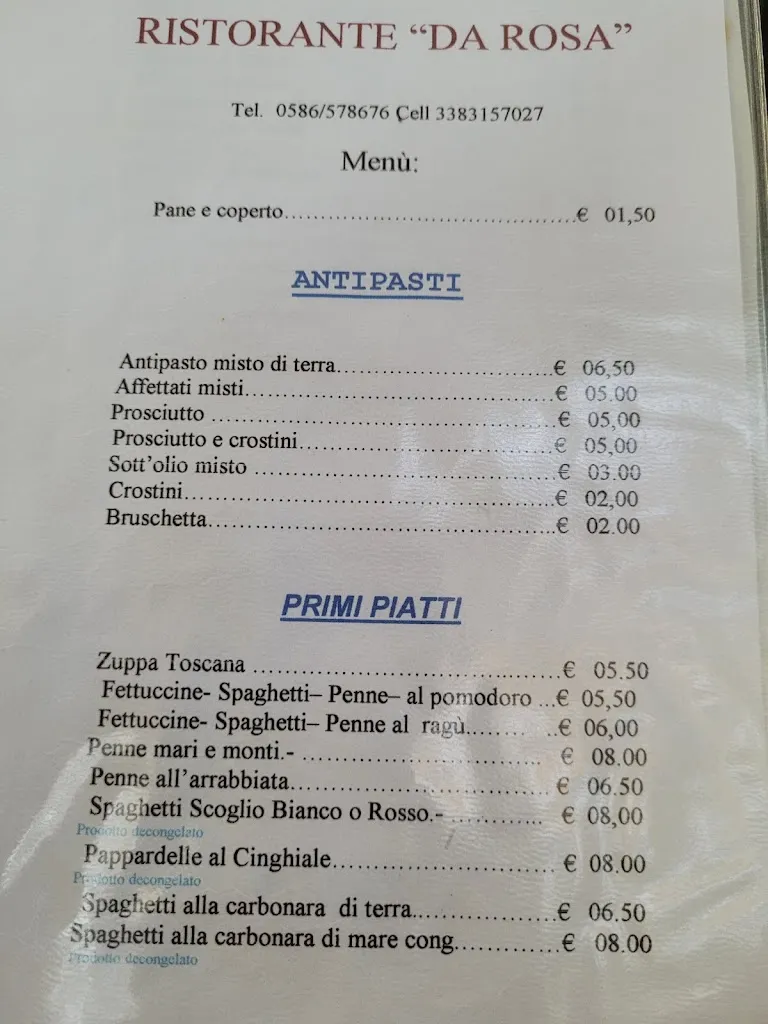 RISTORANTE “DA ROSA”
Tel. 0586/578676 Cell 3383157027
Menù:
Pane e coperto.......................................€ 01,50
ANTIPASTI
Antipasto misto di terra..............................€ 06,50
Affettati misti..........................................€ 05.00
Prosciutto ..............................................€ 05,00
Prosciutto e crostini..................................€ 05,00
Sott’olio misto ........................................€ 03.00
Crostini.................................................€ 02,00
Bruschetta..............................................€ 02.00
PRIMI PIATTI
Zuppa Toscana ........................................€ 05.50
Fettuccine- Spaghetti– Penne– al pomodoro ...€ 05,50
Fettuccine- Spaghetti– Penne al ragù........ ..€ 06,00
Penne mari e monti.- ............................... € 08.00
Penne all’arrabbiata..................................€ 06.50
Spaghetti Scoglio Bianco o Rosso.- ............ € 08,00
Prodotto decongelato
Pappardelle al Cinghiale............................€ 08.00
Prodotto decongelato
Spaghetti alla carbonara di terra..................€ 06.50
Spaghetti alla carbonara di mare cong.............€ 08.00
Prodotto decongelato